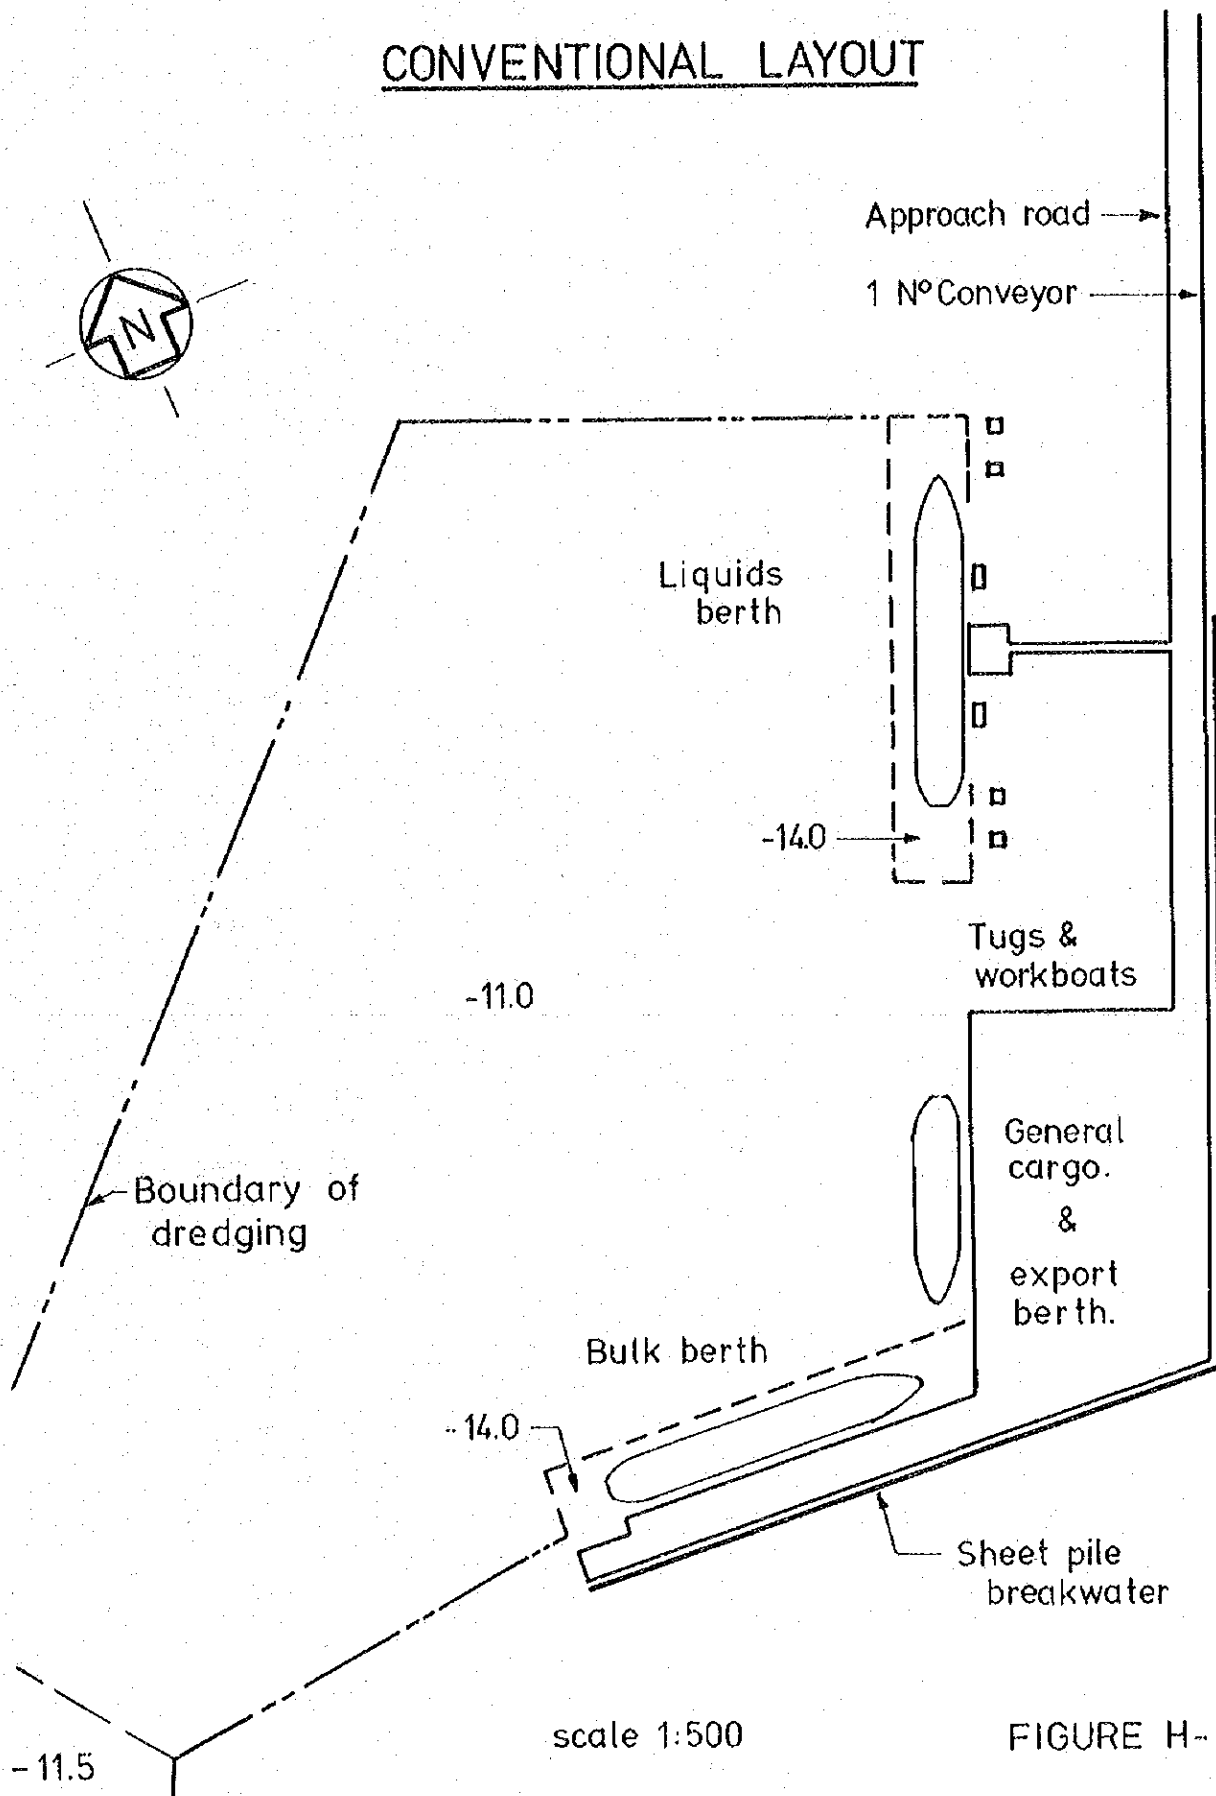 CONVENTIONAL LAYOUT
Approach road
1 Nº Conveyor
N
Liquids
berth
-14.0
Tugs &
workboats
-11.0
General
cargo.
&
export
berth.
Boundary of
dredging
Bulk berth
-14.0
Sheet pile
breakwater
scale 1:500
FIGURE H-
-11.5